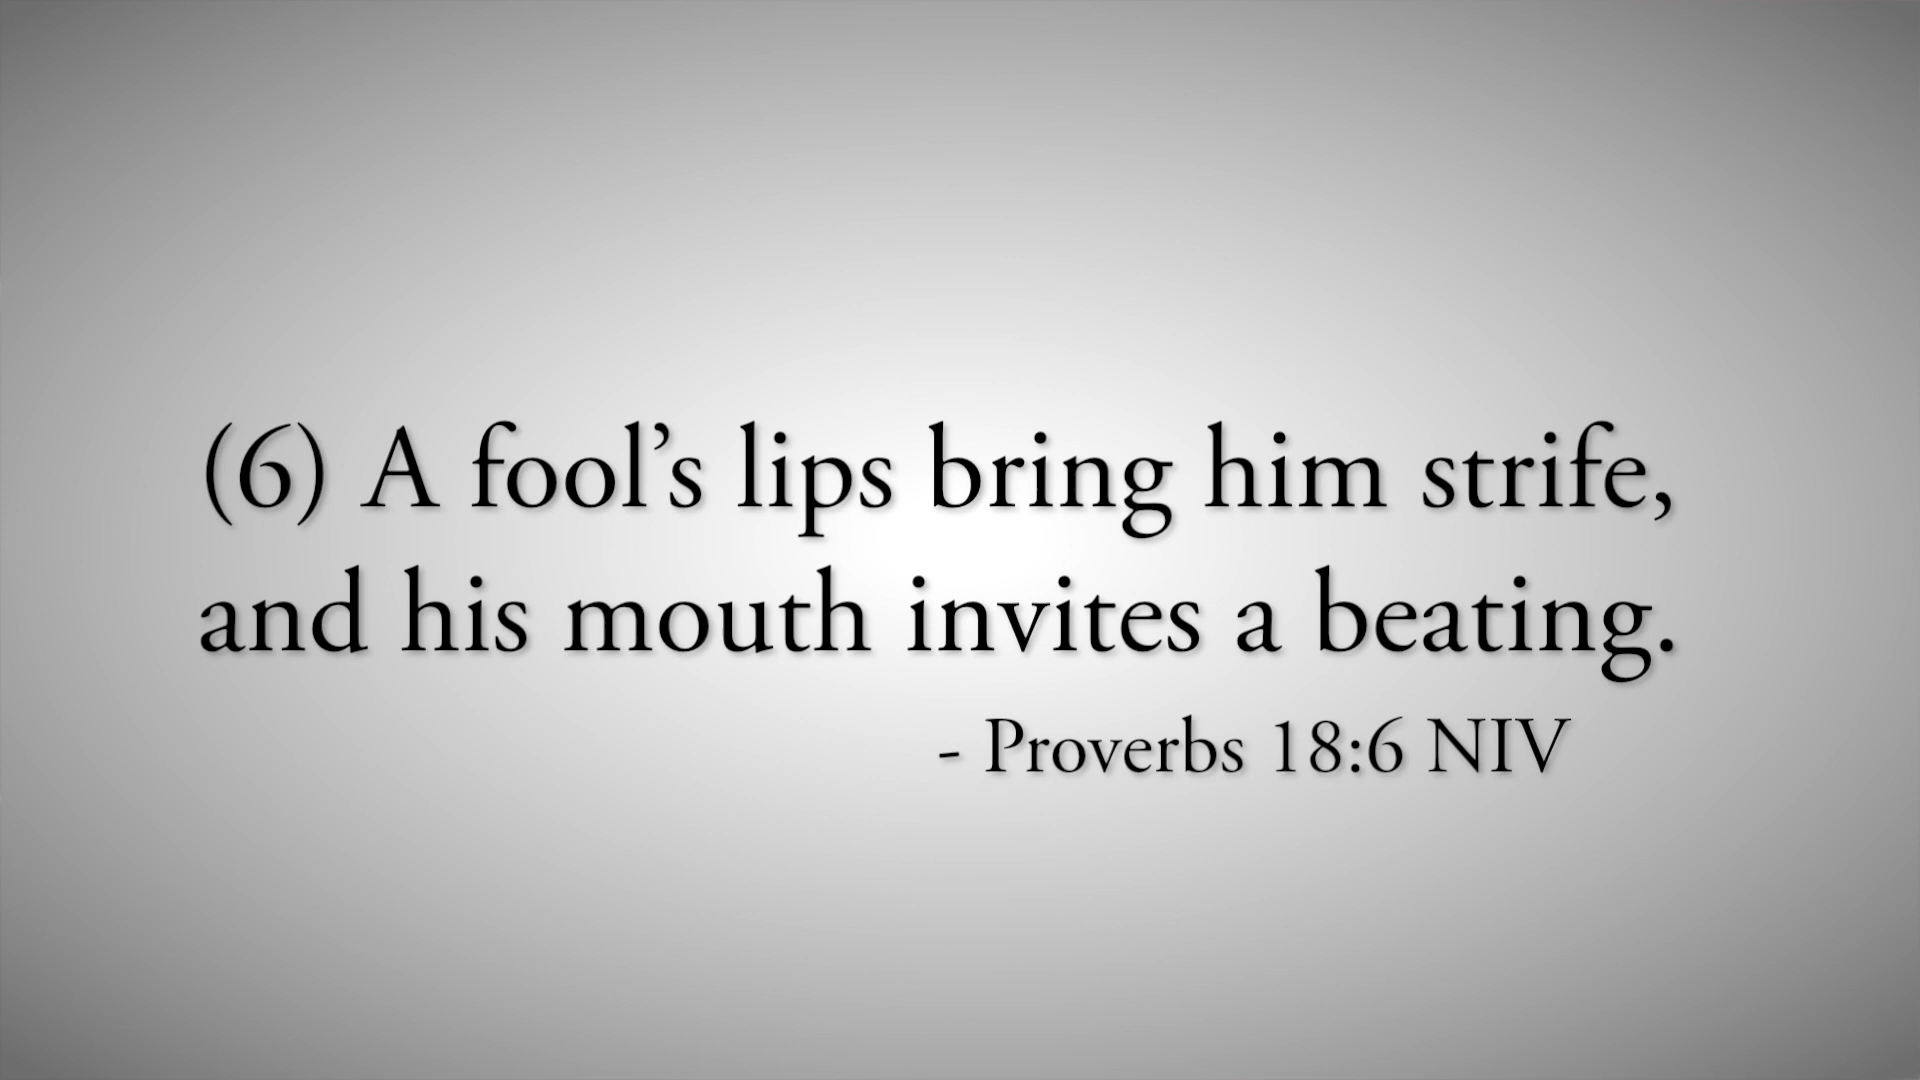 (6) A fool’s lips bring him strife,
and his mouth invites a beating.
- Proverbs 18:6 NIV